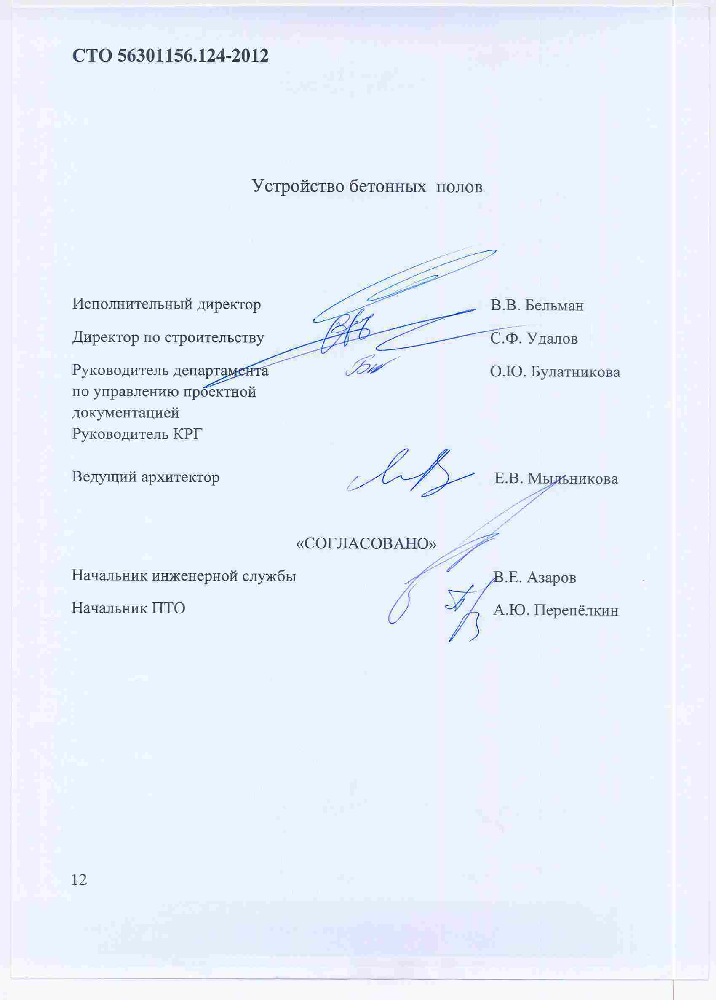 СТО 56301156.124-2012
Устройство бетонных полов
Исполнительный директор В.В. Бельман
Директор по строительству С.Ф. Удалов
Руководитель департамента О.Ю. Булатникова
по управлению проектной
документацией
Руководитель КРГ
Ведущий архитектор Е.В. Мыльникова
«СОГЛАСОВАНО»
Начальник инженерной службы В.Е. Азаров
Начальник ПТО А.Ю. Перепёлкин
12